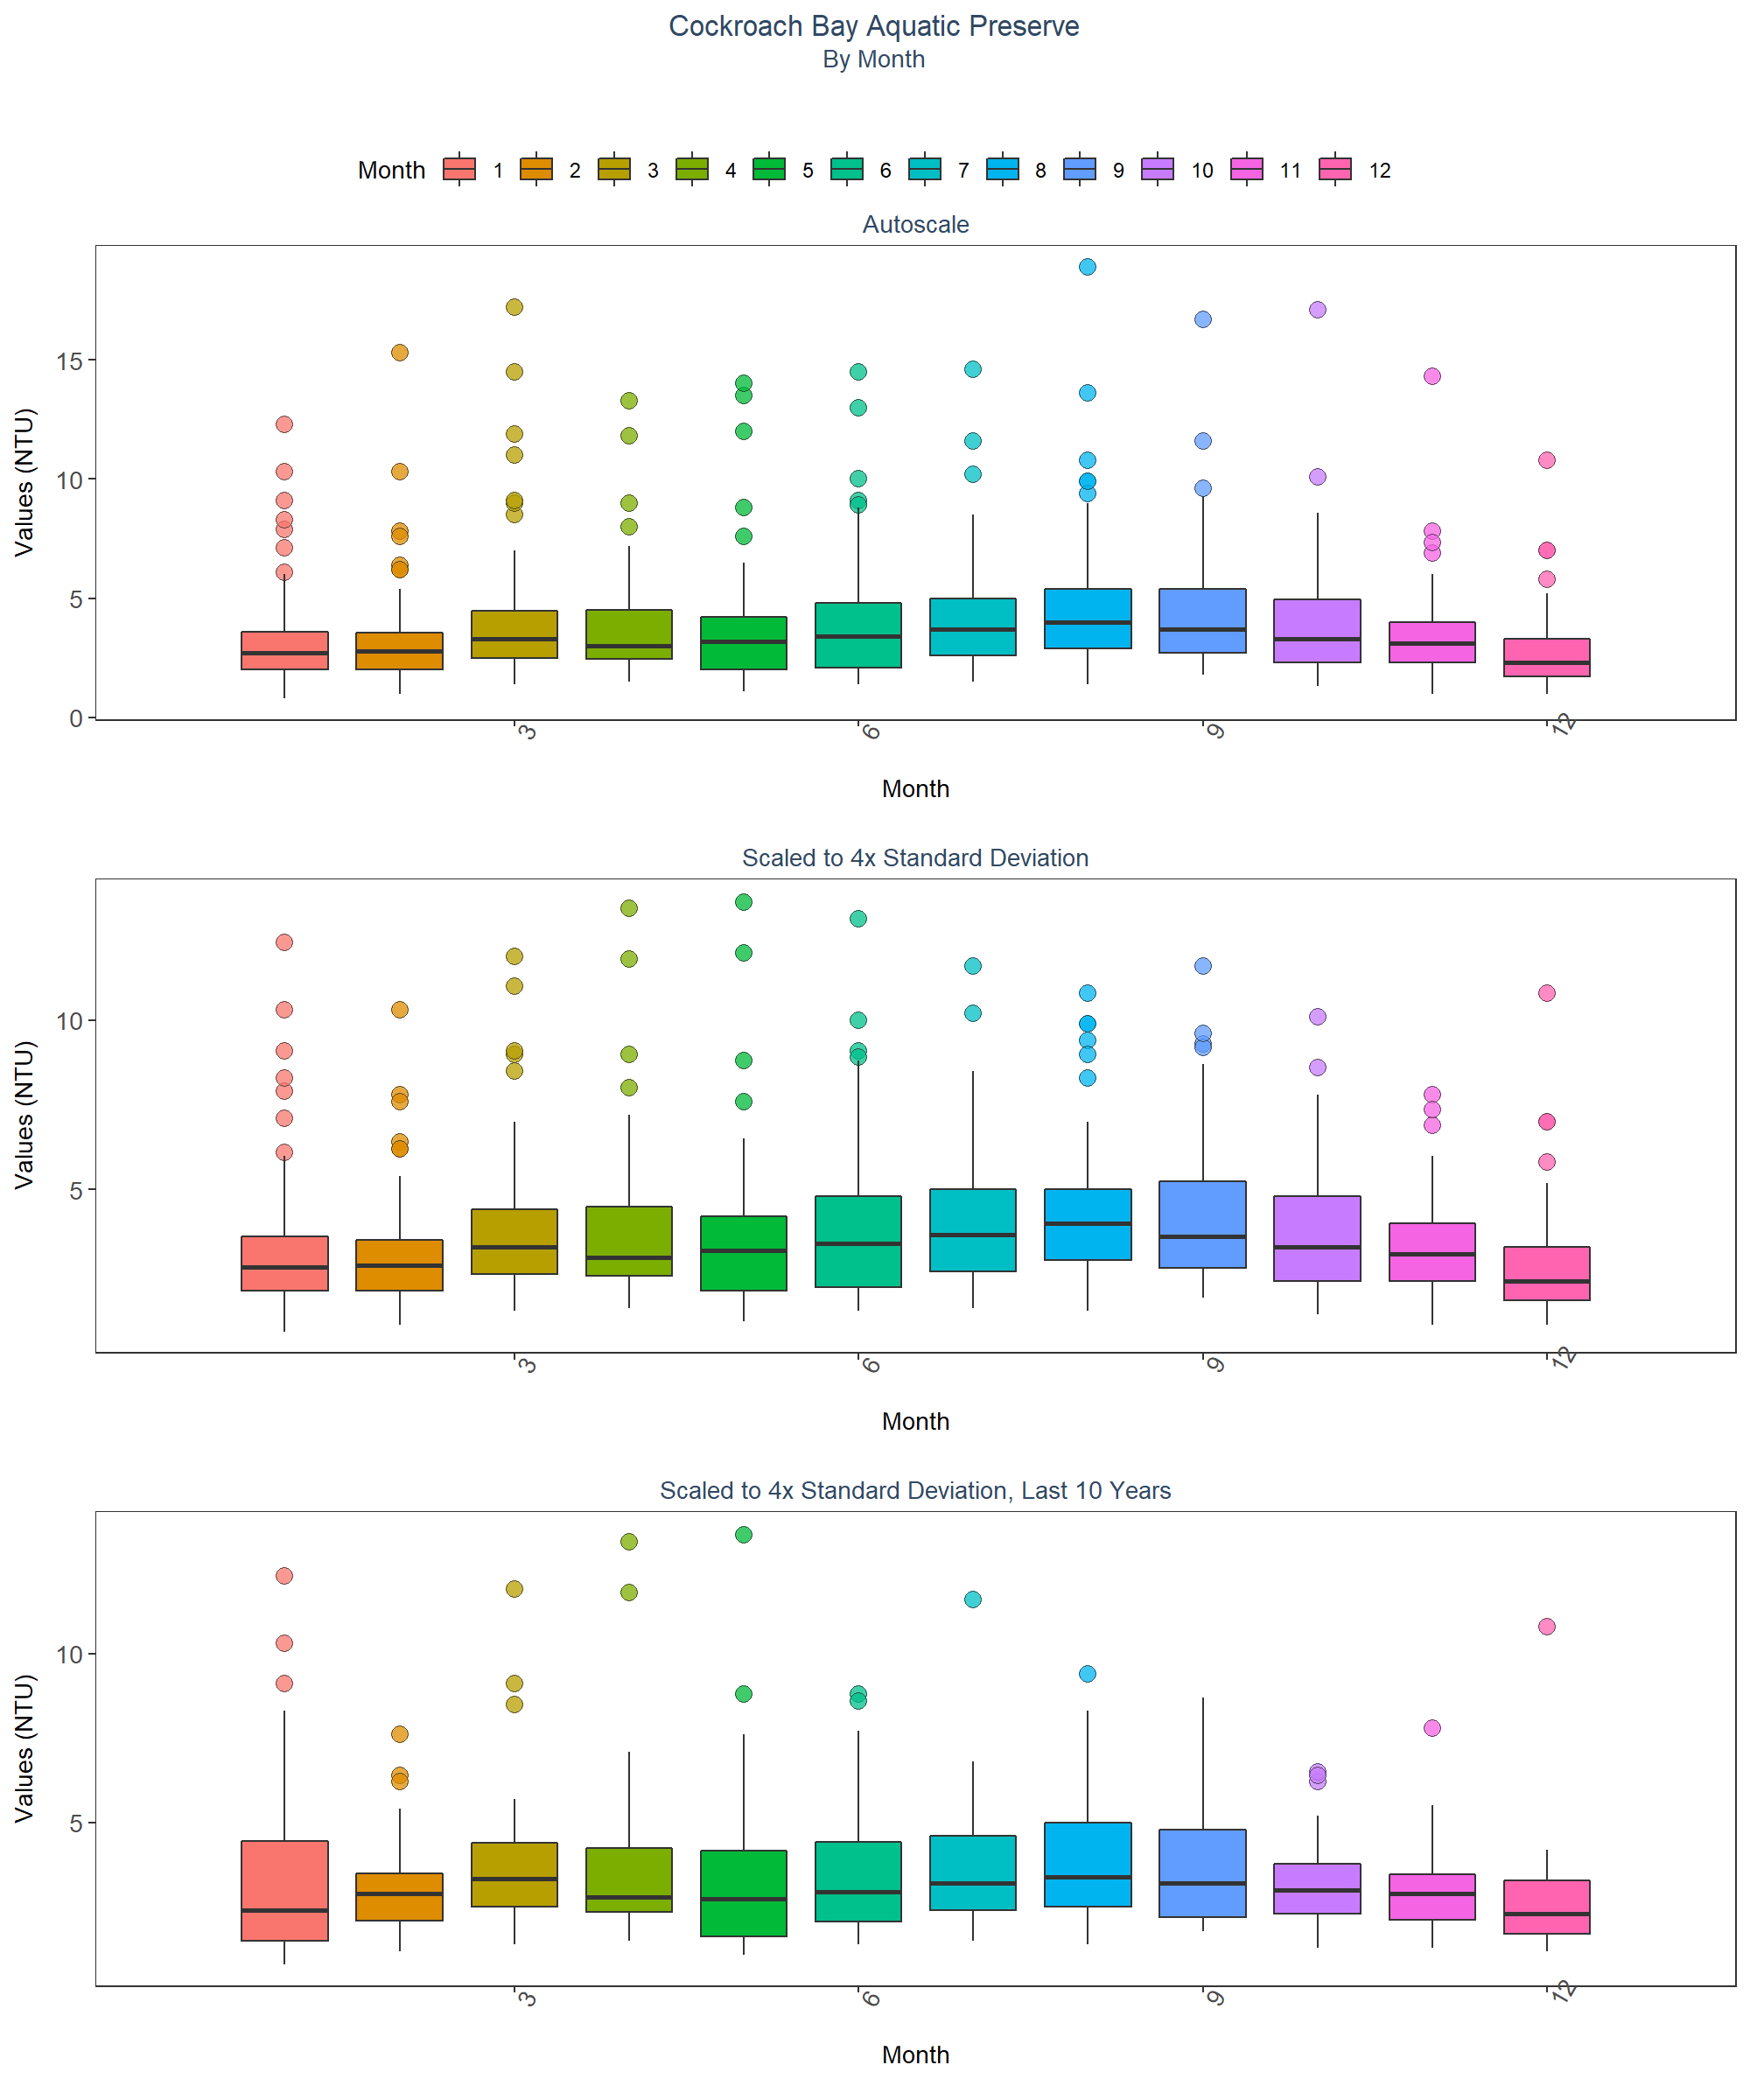 Cockroach Bay Aquatic Preserve
By Month
Month 1 2 3 4 5 6 7 8 9 10 11 12
Autoscale
Values (NTU)
15
10
5
0
3 6 9 12
Month
Scaled to 4x Standard Deviation
Values (NTU)
10
5
3 6 9 12
Month
Scaled to 4x Standard Deviation, Last 10 Years
Values (NTU)
10
5
3 6 9 12
Month